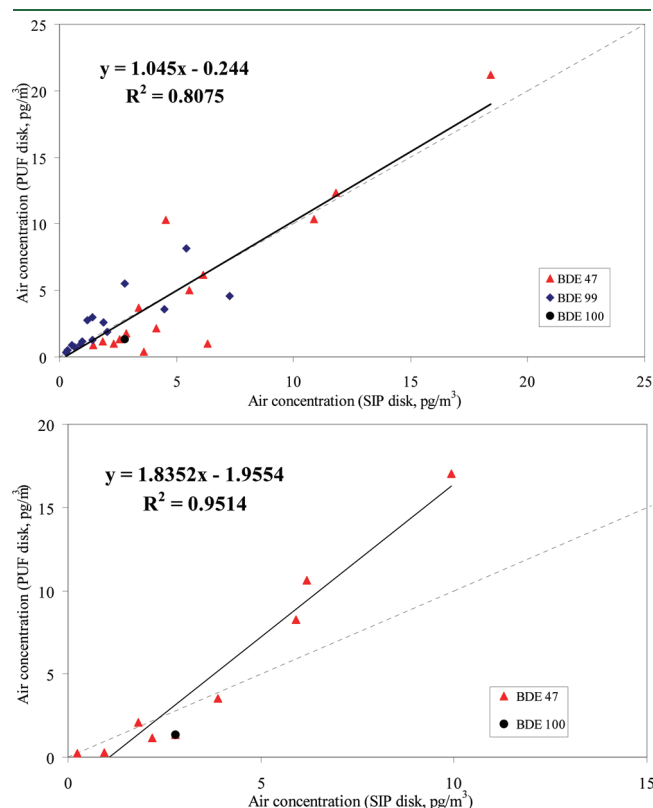 25
20
15
10
5
0
Air concentration (PUF disk, pg/m³)
y = 1.045x - 0.244
R² = 0.8075
BDE 47
BDE 99
BDE 100
0 5 10 15 20 25
Air concentration (SIP disk, pg/m³)
20
15
10
5
0
Air concentration (PUF disk, pg/m³)
y = 1.8352x - 1.9554
R² = 0.9514
BDE 47
BDE 100
0 5 10 15
Air concentration (SIP disk, pg/m³)